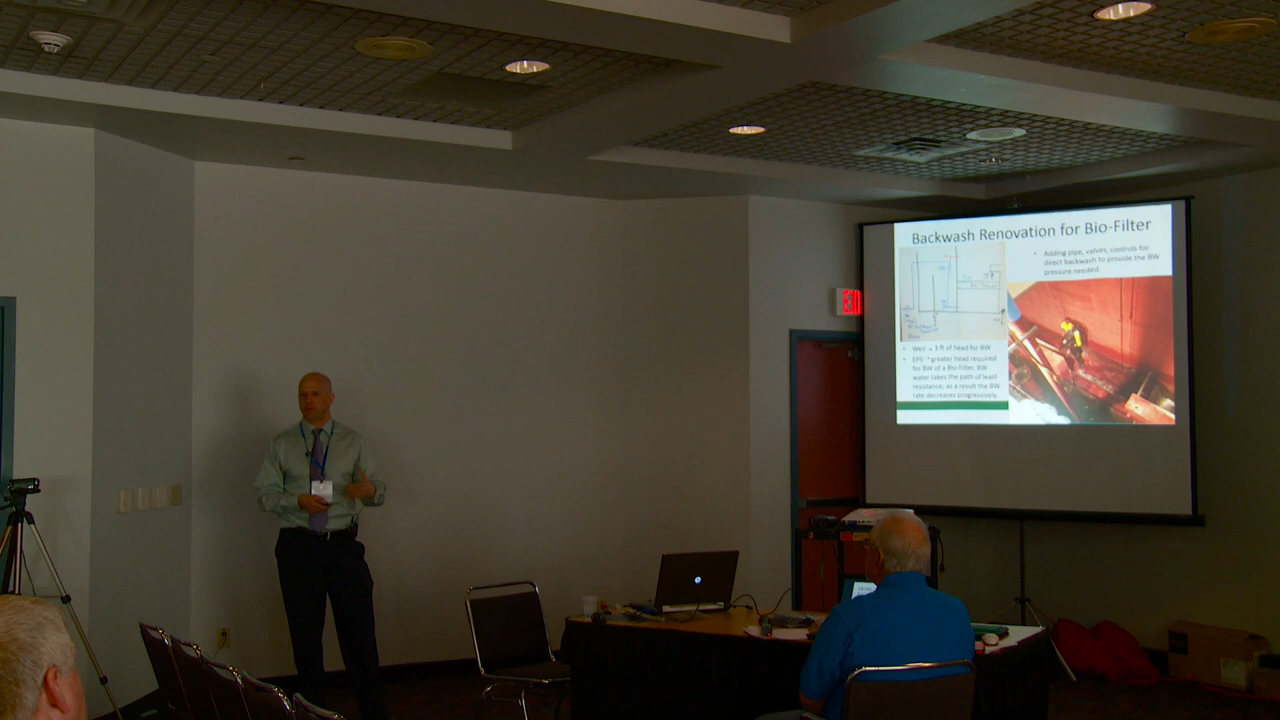 Backwash Renovation for Bio-Filter
• Adding pipe, valves, controls for
direct backwash to provide the BW
pressure needed.
• 3 ft of head for BW
• greater head required
for BW of a Bio-Filter. BW
water takes the path of least
resistance; as a result the BW
rate decreases progressively.
EXIT
hp